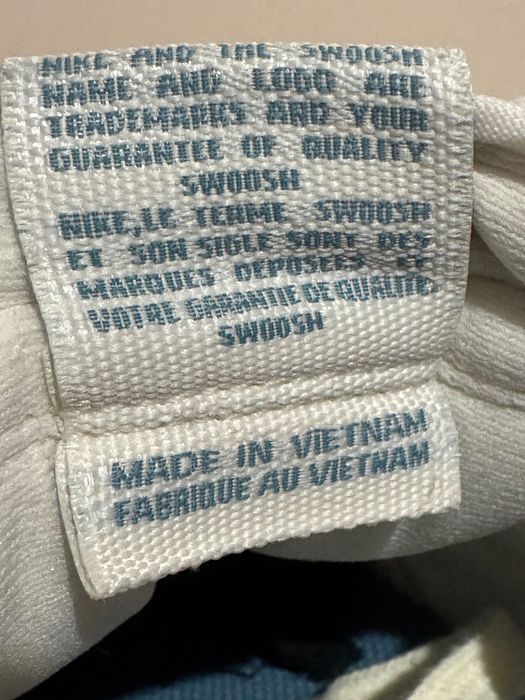 NIKE AND THE SWOOSH
NAME AND LOGO ARE
TRADEMARKS AND YOUR
GUARANTEE OF QUALITY
SWOOSH
NIKE, LE TERME SWOOSH
ET SON SIGLE SONT DES
MARQUES DEPOSEES ET
VOTRE GARANTIE DE QUALITE
SWOOSH
MADE IN VIETNAM
FABRIQUE AU VIETNAM